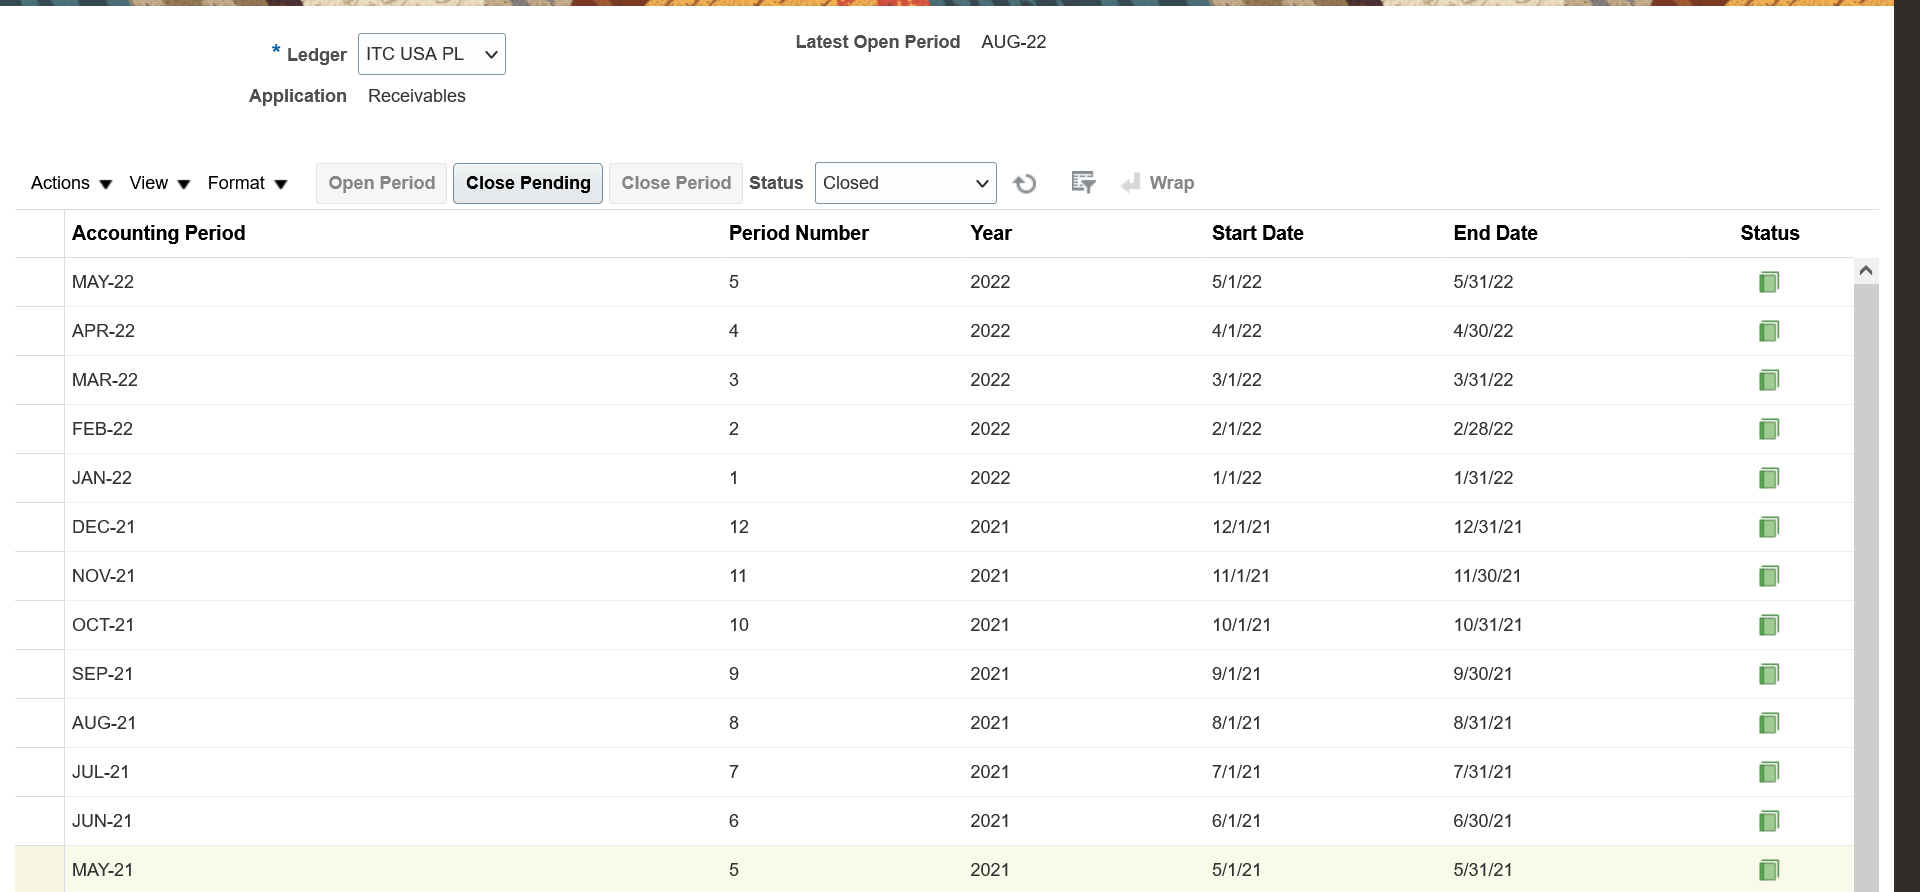 * Ledger ITC USA PL Latest Open Period AUG-22
Application Receivables
Actions View Format Open Period Close Pending Close Period Status Closed Wrap
Accounting Period Period Number Year Start Date End Date Status
MAY-22 5 2022 5/1/22 5/31/22
APR-22 4 2022 4/1/22 4/30/22
MAR-22 3 2022 3/1/22 3/31/22
FEB-22 2 2022 2/1/22 2/28/22
JAN-22 1 2022 1/1/22 1/31/22
DEC-21 12 2021 12/1/21 12/31/21
NOV-21 11 2021 11/1/21 11/30/21
OCT-21 10 2021 10/1/21 10/31/21
SEP-21 9 2021 9/1/21 9/30/21
AUG-21 8 2021 8/1/21 8/31/21
JUL-21 7 2021 7/1/21 7/31/21
JUN-21 6 2021 6/1/21 6/30/21
MAY-21 5 2021 5/1/21 5/31/21